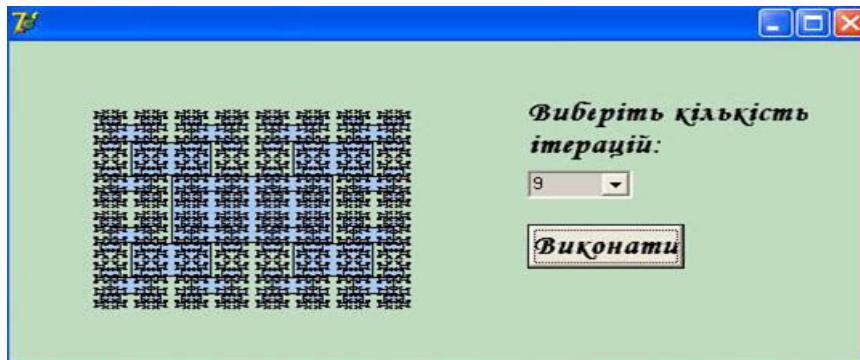 Виберіть кількість
ітерацій:
9
Виконати